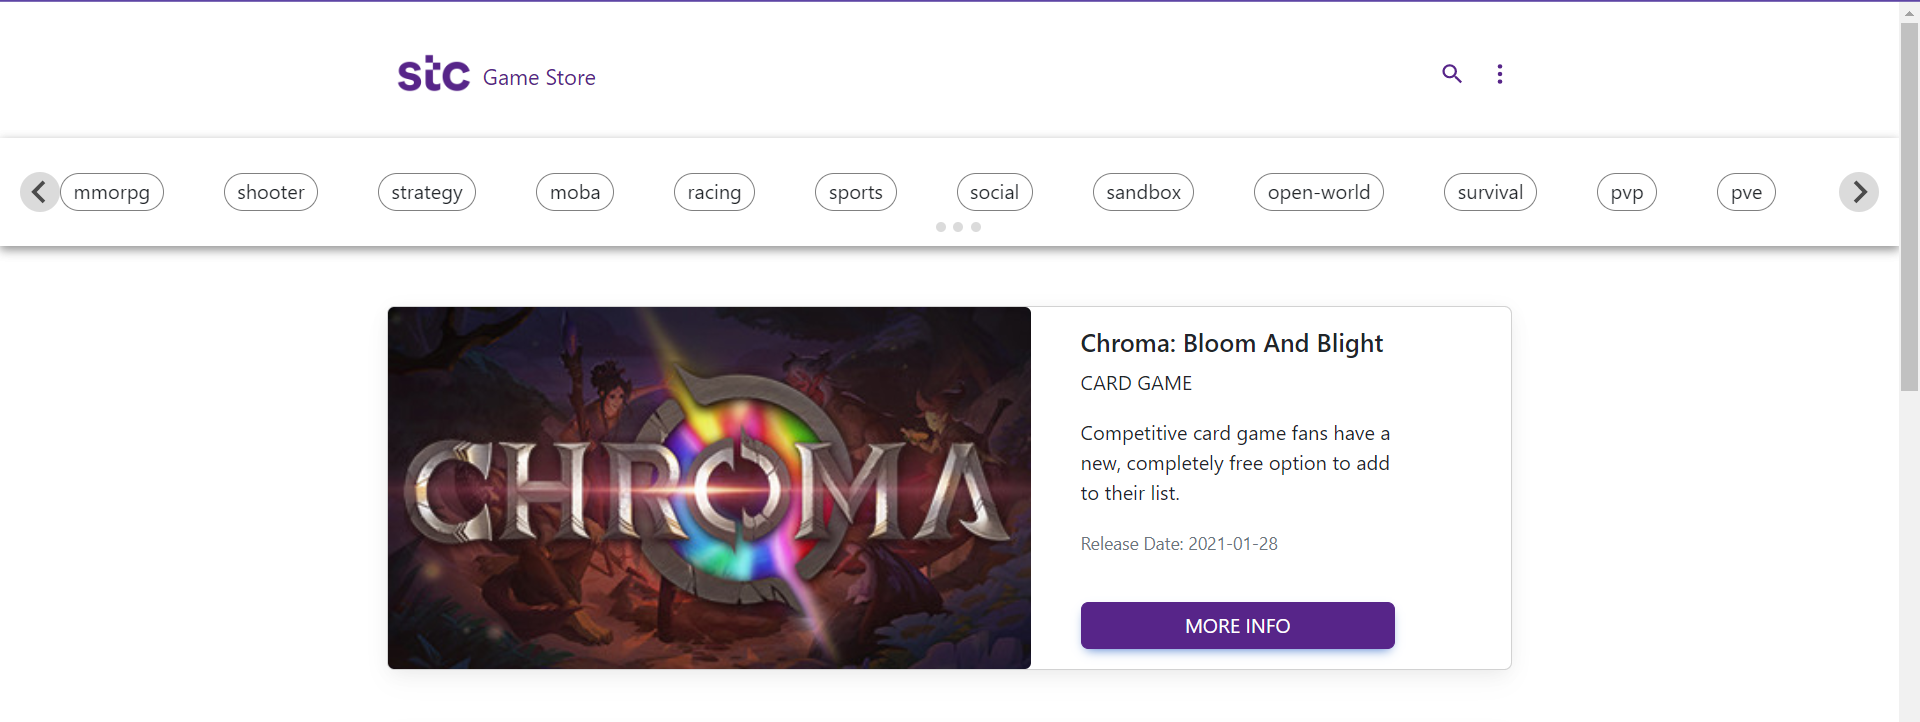 stc Game Store
mmorpg shooter strategy moba racing sports social sandbox open-world survival pvp pve
CHROMA
Chroma: Bloom And Blight
CARD GAME
Competitive card game fans have a
new, completely free option to add
to their list.
Release Date: 2021-01-28
MORE INFO